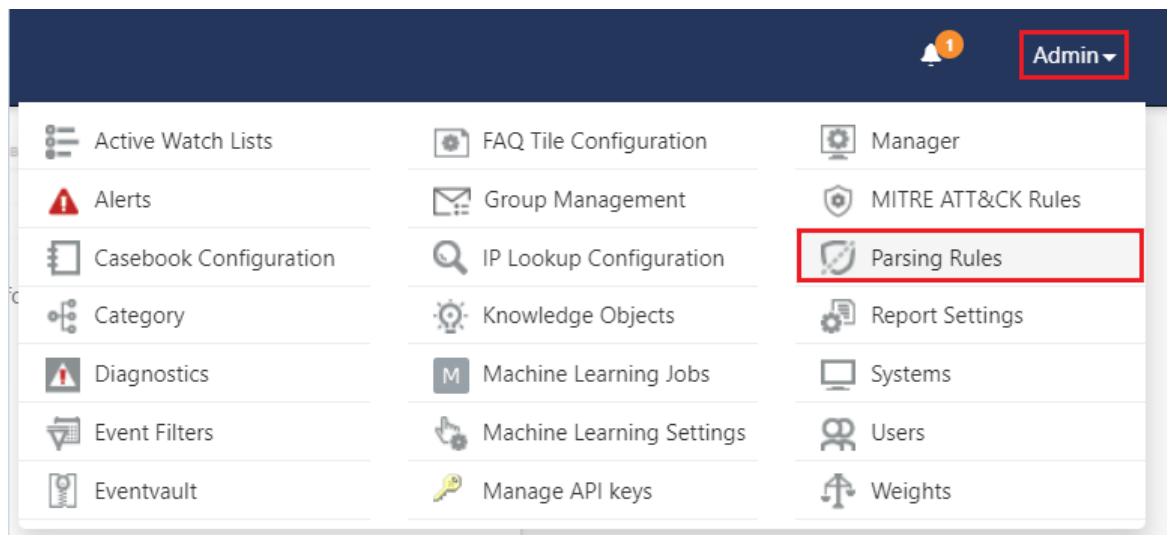 1
Admin
Active Watch Lists
FAQ Tile Configuration
Manager
Alerts
Group Management
MITRE ATT&CK Rules
Casebook Configuration
IP Lookup Configuration
Parsing Rules
Category
Knowledge Objects
Report Settings
Diagnostics
M
Machine Learning Jobs
Systems
Event Filters
Machine Learning Settings
Users
Eventvault
Manage API keys
Weights